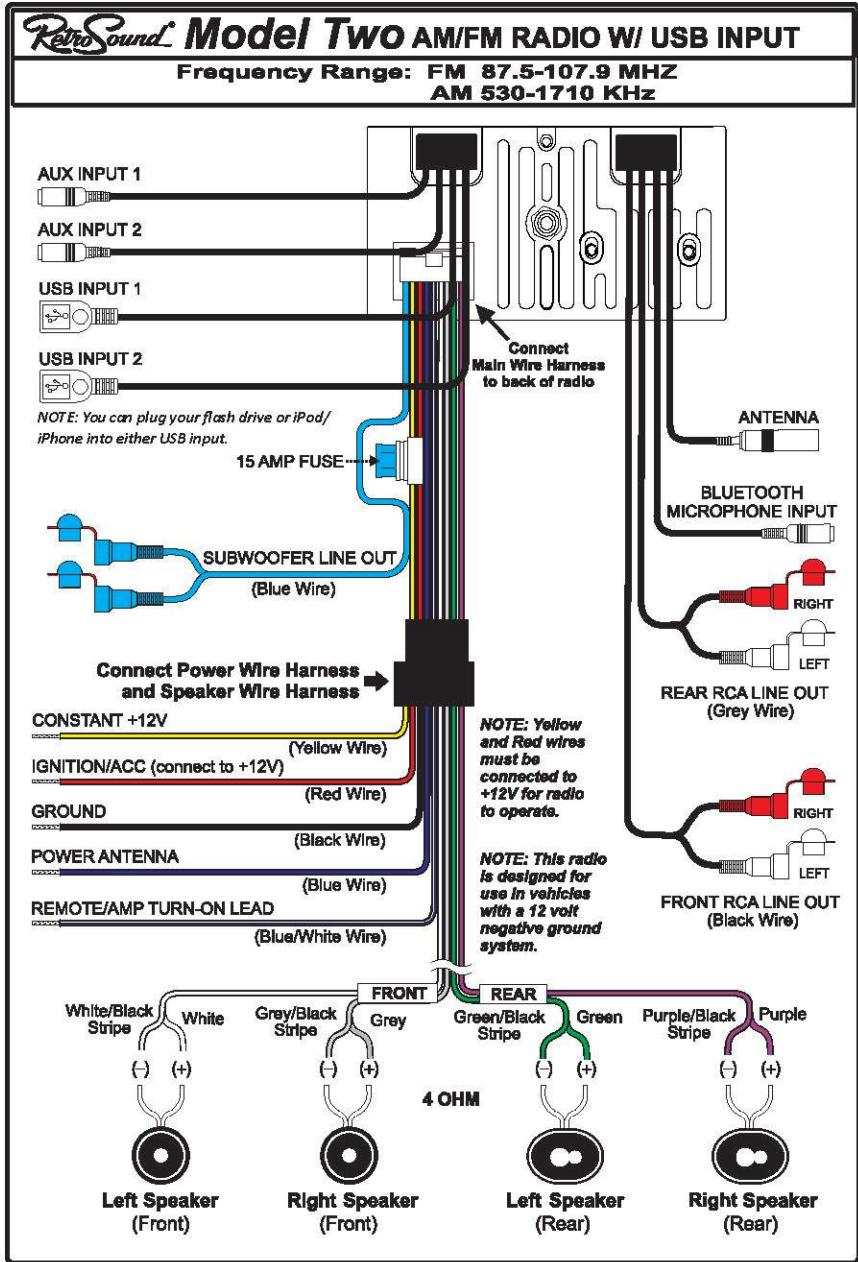 RetroSound Model Two AM/FM RADIO W/ USB INPUT
Frequency Range: FM 87.5-107.9 MHZ
AM 530-1710 KHz
AUX INPUT 1
AUX INPUT 2
USB INPUT 1
USB INPUT 2
NOTE: You can plug your flash drive or iPod/
iPhone into either USB input.
Connect
Main Wire Harness
to back of radio
15 AMP FUSE
SUBWOOFER LINE OUT
(Blue Wire)
ANTENNA
BLUETOOTH
MICROPHONE INPUT
RIGHT
LEFT
REAR RCA LINE OUT
(Grey Wire)
RIGHT
LEFT
FRONT RCA LINE OUT
(Black Wire)
Connect Power Wire Harness
and Speaker Wire Harness
CONSTANT +12V
(Yellow Wire)
IGNITION/ACC (connect to +12V)
(Red Wire)
GROUND
(Black Wire)
POWER ANTENNA
(Blue Wire)
REMOTE/AMP TURN-ON LEAD
(Blue/White Wire)
NOTE: Yellow
and Red wires
must be
connected to
+12V for radio
to operate.
NOTE: This radio
is designed for
use in vehicles
with a 12 volt
negative ground
system.
FRONT
REAR
White/Black
Stripe
White
Grey/Black
Stripe
Grey
Green/Black
Stripe
Green
Purple/Black
Stripe
Purple
(-) (+)
(-) (+)
(-) (+)
(-) (+)
4 OHM
Left Speaker
(Front)
Right Speaker
(Front)
Left Speaker
(Rear)
Right Speaker
(Rear)